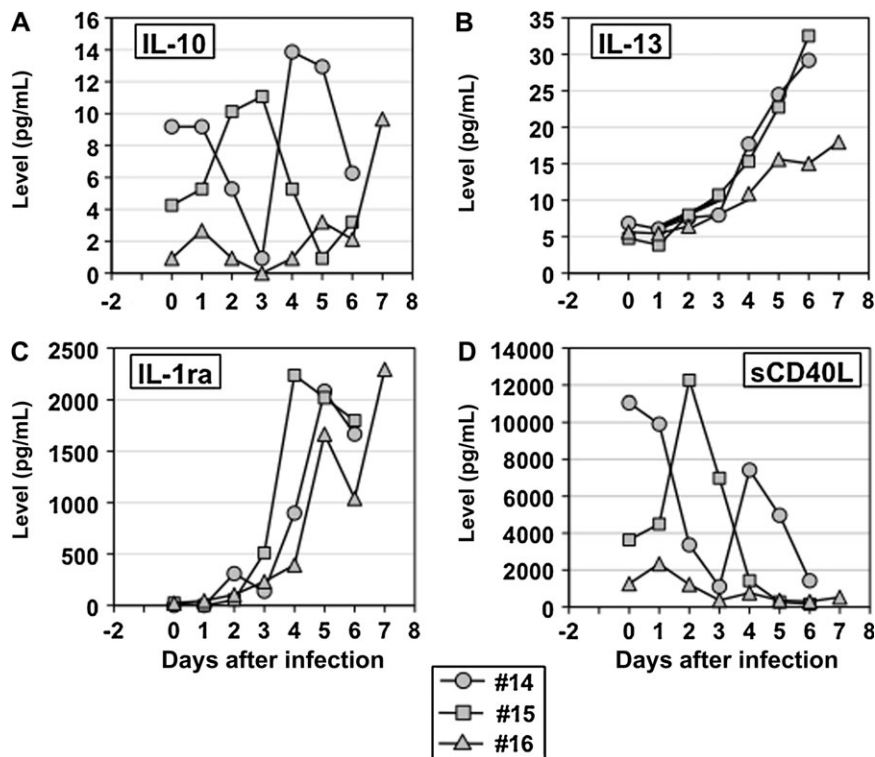 A
IL-10
Level (pg/mL)
16
14
12
10
8
6
4
2
0
-2 0 1 2 3 4 5 6 7 8
B
IL-13
Level (pg/mL)
35
30
25
20
15
10
5
0
-2 0 1 2 3 4 5 6 7 8
C
IL-1ra
Level (pg/mL)
2500
2000
1500
1000
500
0
-2 0 1 2 3 4 5 6 7 8
Days after infection
D
sCD40L
Level (pg/mL)
14000
12000
10000
8000
6000
4000
2000
0
-2 0 1 2 3 4 5 6 7 8
Days after infection
#14
#15
#16